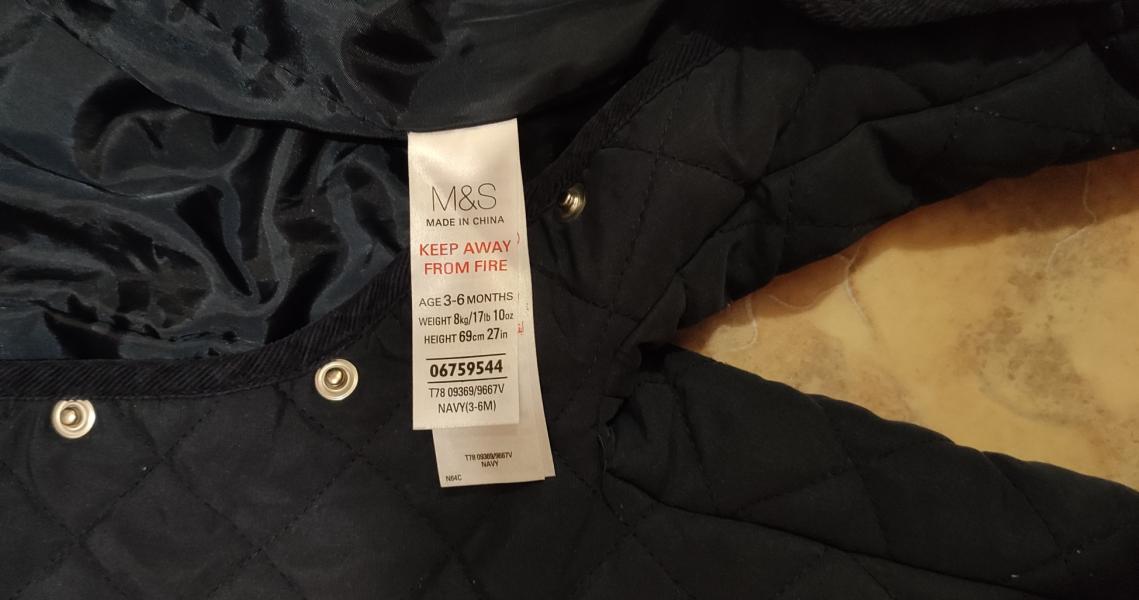 M&S
MADE IN CHINA
KEEP AWAY
FROM FIRE
AGE 3-6 MONTHS
WEIGHT 8kg/17lb 10oz
HEIGHT 69cm 27in
06759544
T78 09369/9667V
NAVY(3-6M)
T78 09369/9667V
NAVY
N64C